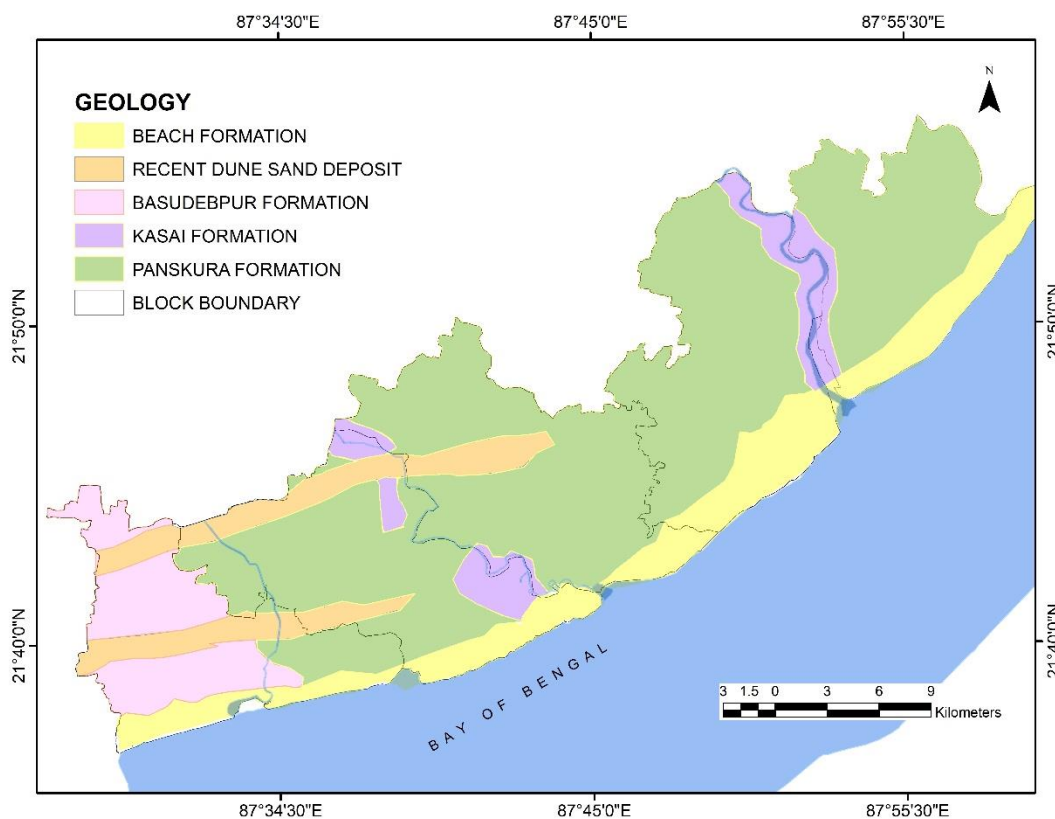 87°34'30"E 87°45'0"E 87°55'30"E
N
GEOLOGY
BEACH FORMATION
RECENT DUNE SAND DEPOSIT
BASUDEBPUR FORMATION
KASAI FORMATION
PANSKURA FORMATION
BLOCK BOUNDARY
21°50'0"N 21°50'0"N
21°40'0"N 21°40'0"N
BAY OF BENGAL
3 1.5 0 3 6 9
Kilometers
87°34'30"E 87°45'0"E 87°55'30"E